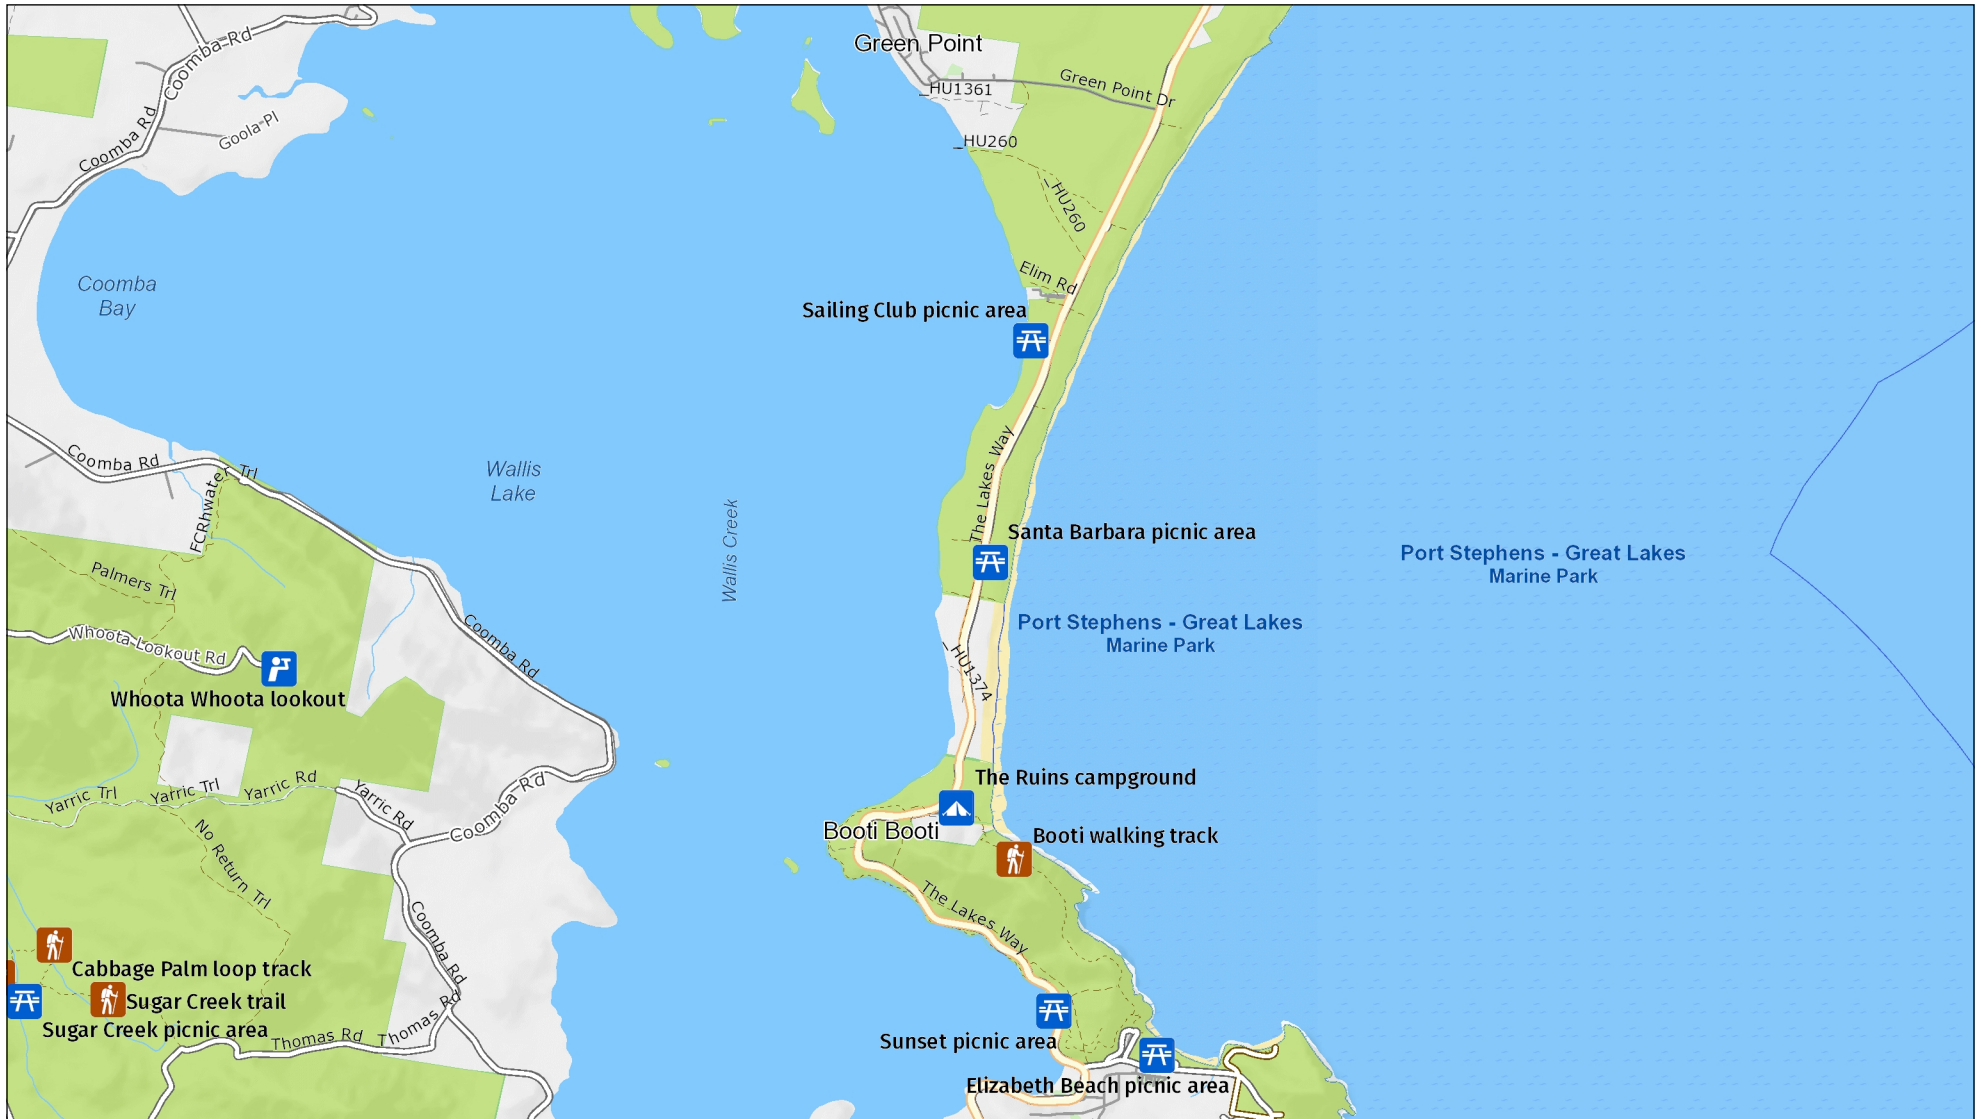 Green Point
Coomba Rd
Green Point Dr
_HU1361
Coomba Rd
Goola Pl
_HU260
_HU260
Elim Rd
Coomba
Bay
Sailing Club picnic area
Coomba Rd
Trl
FCRhwater
Wallis
Lake
Wallis Creek
The Lakes Way
Santa Barbara picnic area
Port Stephens - Great Lakes
Marine Park
Palmers Trl
Port Stephens - Great Lakes
Marine Park
Whoota Lookout Rd
Coomba Rd
_HU1374
Whoota Whoota lookout
The Ruins campground
Yarric Trl
Yarric Trl
Yarric Rd
Yarric Rd
Coomba Rd
Booti Booti
Booti walking track
No Return Trl
The Lakes Way
Coomba Rd
Cabbage Palm loop track
Sugar Creek trail
Sugar Creek picnic area
Thomas Rd
Thomas Rd
Sunset picnic area
Elizabeth Beach picnic area